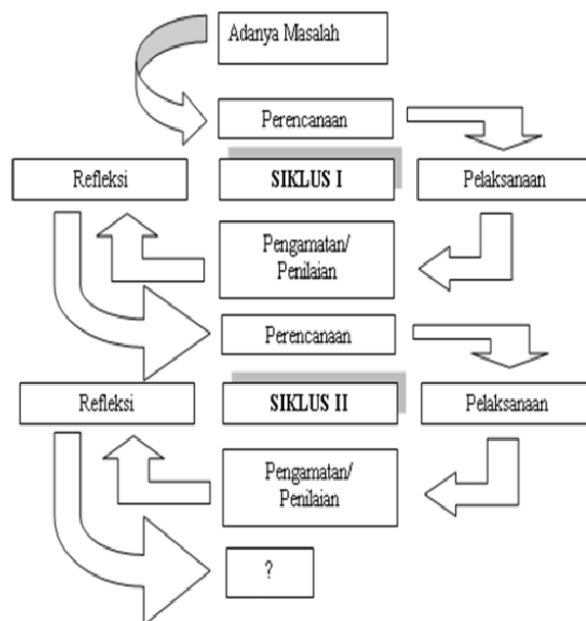 Adanya Masalah
Perencanaan
Refleksi
SIKLUS I
Pelaksanaan
Pengamatan/
Penilaian
Perencanaan
Refleksi
SIKLUS II
Pelaksanaan
Pengamatan/
Penilaian
?